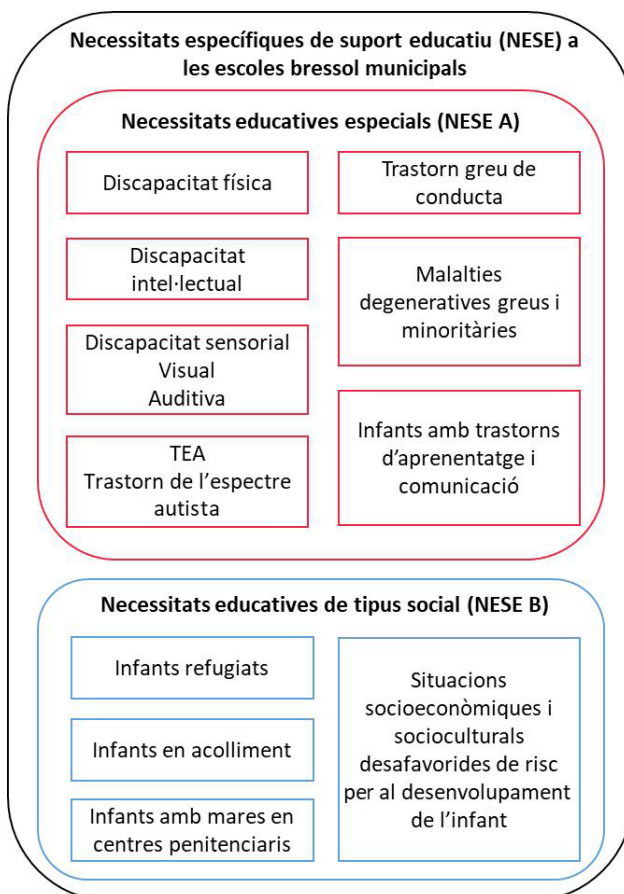 Necessitats específiques de suport educatiu (NESE) a
les escoles bressol municipals
Necessitats educatives especials (NESE A)
Discapacitat física
Discapacitat
intel·lectual
Discapacitat sensorial
Visual
Auditiva
TEA
Trastorn de l’espectre
autista
Trastorn greu de
conducta
Malalties
degeneratives greus i
minoritàries
Infants amb trastorns
d’aprenentatge i
comunicació
Necessitats educatives de tipus social (NESE B)
Infants refugiats
Infants en acolliment
Infants amb mares en
centres penitenciaris
Situacions
socioeconòmiques i
socioculturals
desafavorides de risc
per al desenvolupament
de l’infant